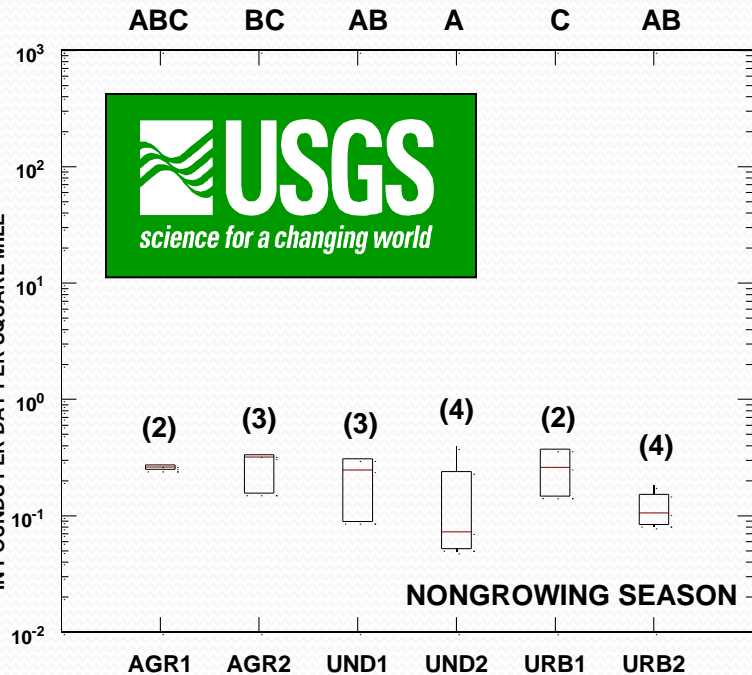 ABC BC AB A C AB
10³
10²
10¹
10⁰
10⁻¹
10⁻²
USGS
science for a changing world
(2) (3) (3) (4) (2) (4)
NONGROWING SEASON
AGR1 AGR2 UND1 UND2 URB1 URB2